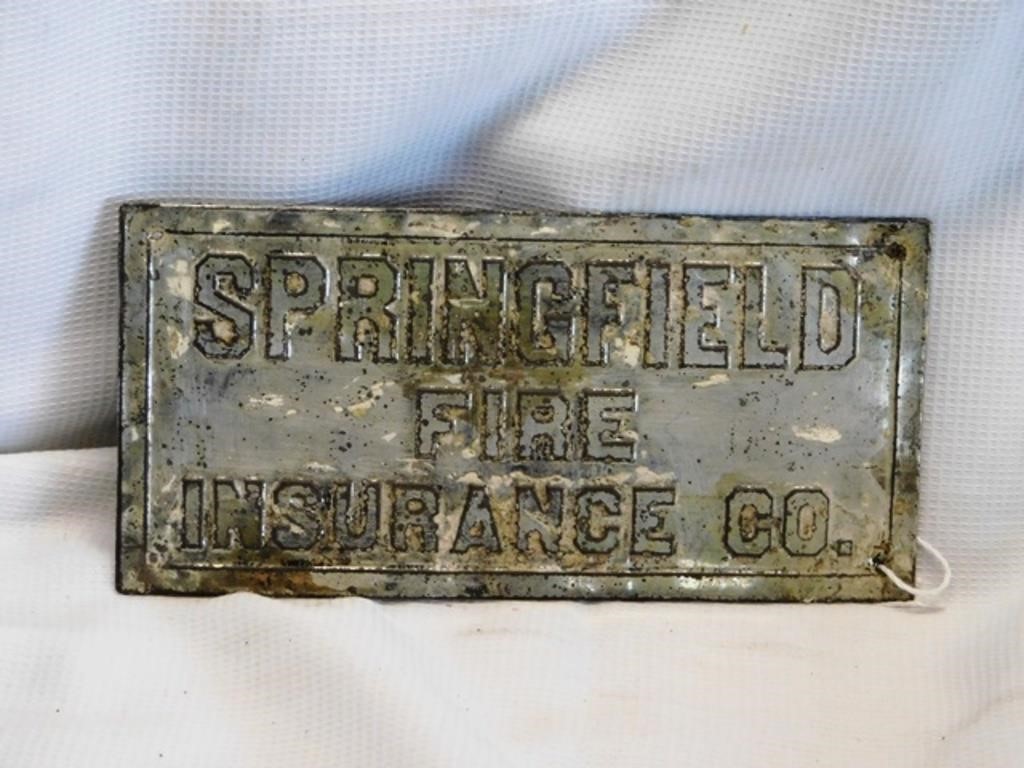 SPRINGFIELD
FIRE
INSURANCE CO.